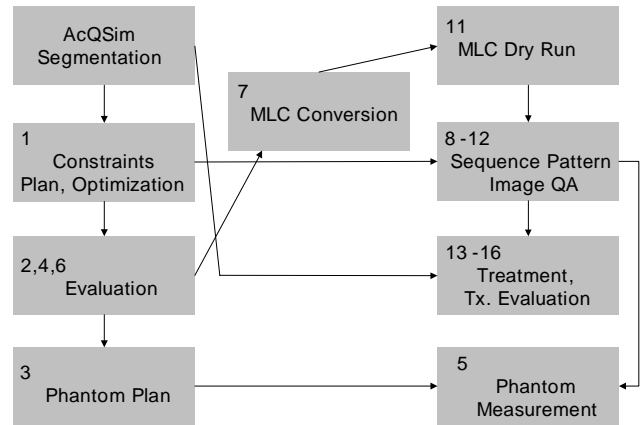 AcQSim
Segmentation
1
Constraints
Plan, Optimization
2,4,6
Evaluation
3
Phantom Plan
7
MLC Conversion
11
MLC Dry Run
8 -12
Sequence Pattern
Image QA
13 -16
Treatment,
Tx. Evaluation
5
Phantom
Measurement